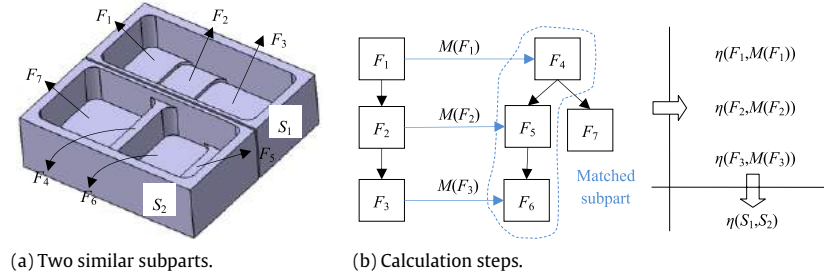 F1
F2
F3
F7
S1
F4
F6
S2
F5
(a) Two similar subparts.
F1
M(F1)
F4
F2
M(F2)
F5
F7
F3
M(F3)
F6
Matched
subpart
η(F1,M(F1))
η(F2,M(F2))
η(F3,M(F3))
η(S1,S2)
(b) Calculation steps.